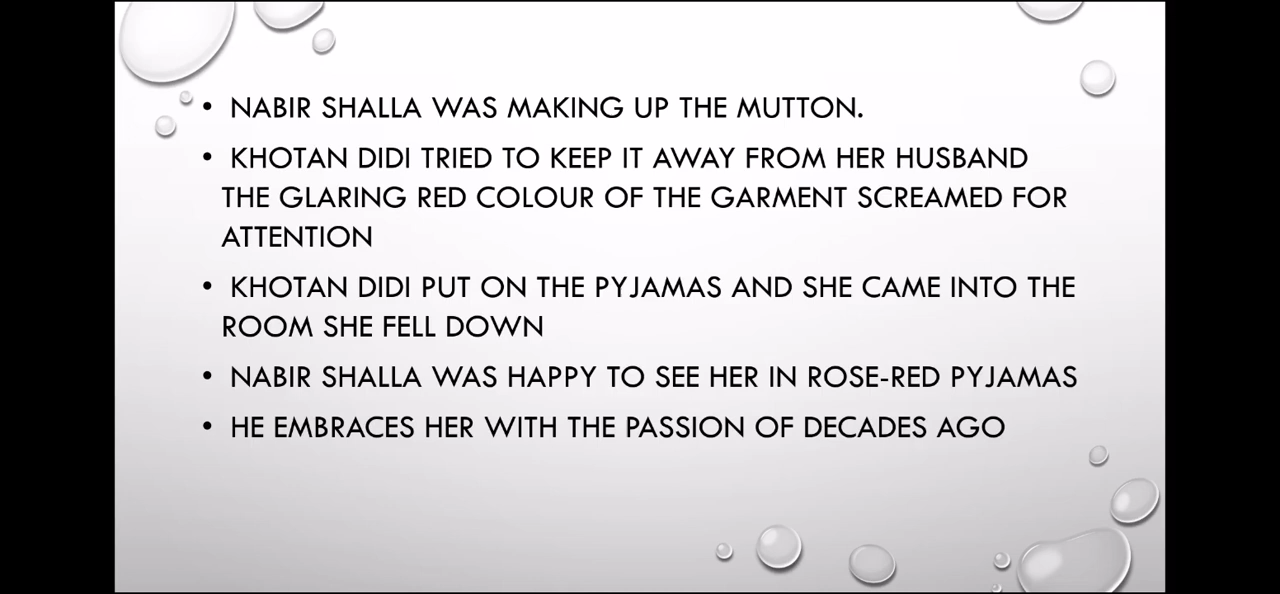 • NABIR SHALLA WAS MAKING UP THE MUTTON.
• KHOTAN DIDI TRIED TO KEEP IT AWAY FROM HER HUSBAND
THE GLARING RED COLOUR OF THE GARMENT SCREAMED FOR
ATTENTION
• KHOTAN DIDI PUT ON THE PYJAMAS AND SHE CAME INTO THE
ROOM SHE FELL DOWN
• NABIR SHALLA WAS HAPPY TO SEE HER IN ROSE-RED PYJAMAS
• HE EMBRACES HER WITH THE PASSION OF DECADES AGO